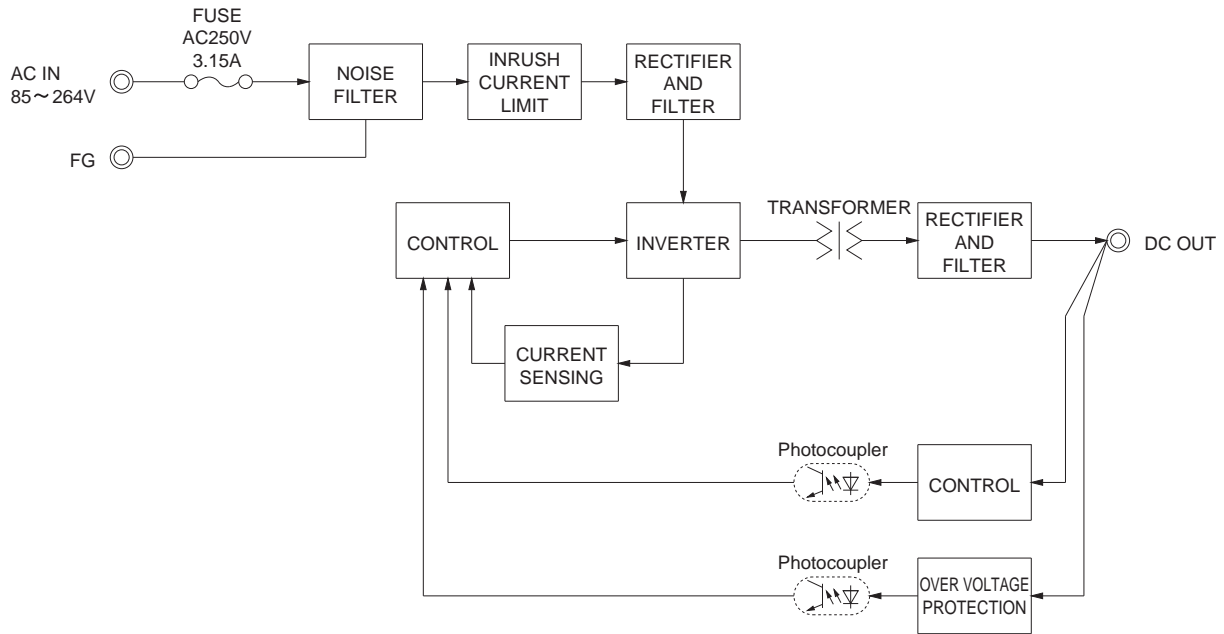 FUSE
AC250V
3.15A
AC IN
85～264V
NOISE
FILTER
INRUSH
CURRENT
LIMIT
RECTIFIER
AND
FILTER
FG
CONTROL
INVERTER
TRANSFORMER
RECTIFIER
AND
FILTER
DC OUT
CURRENT
SENSING
Photocoupler
CONTROL
Photocoupler
OVER VOLTAGE
PROTECTION